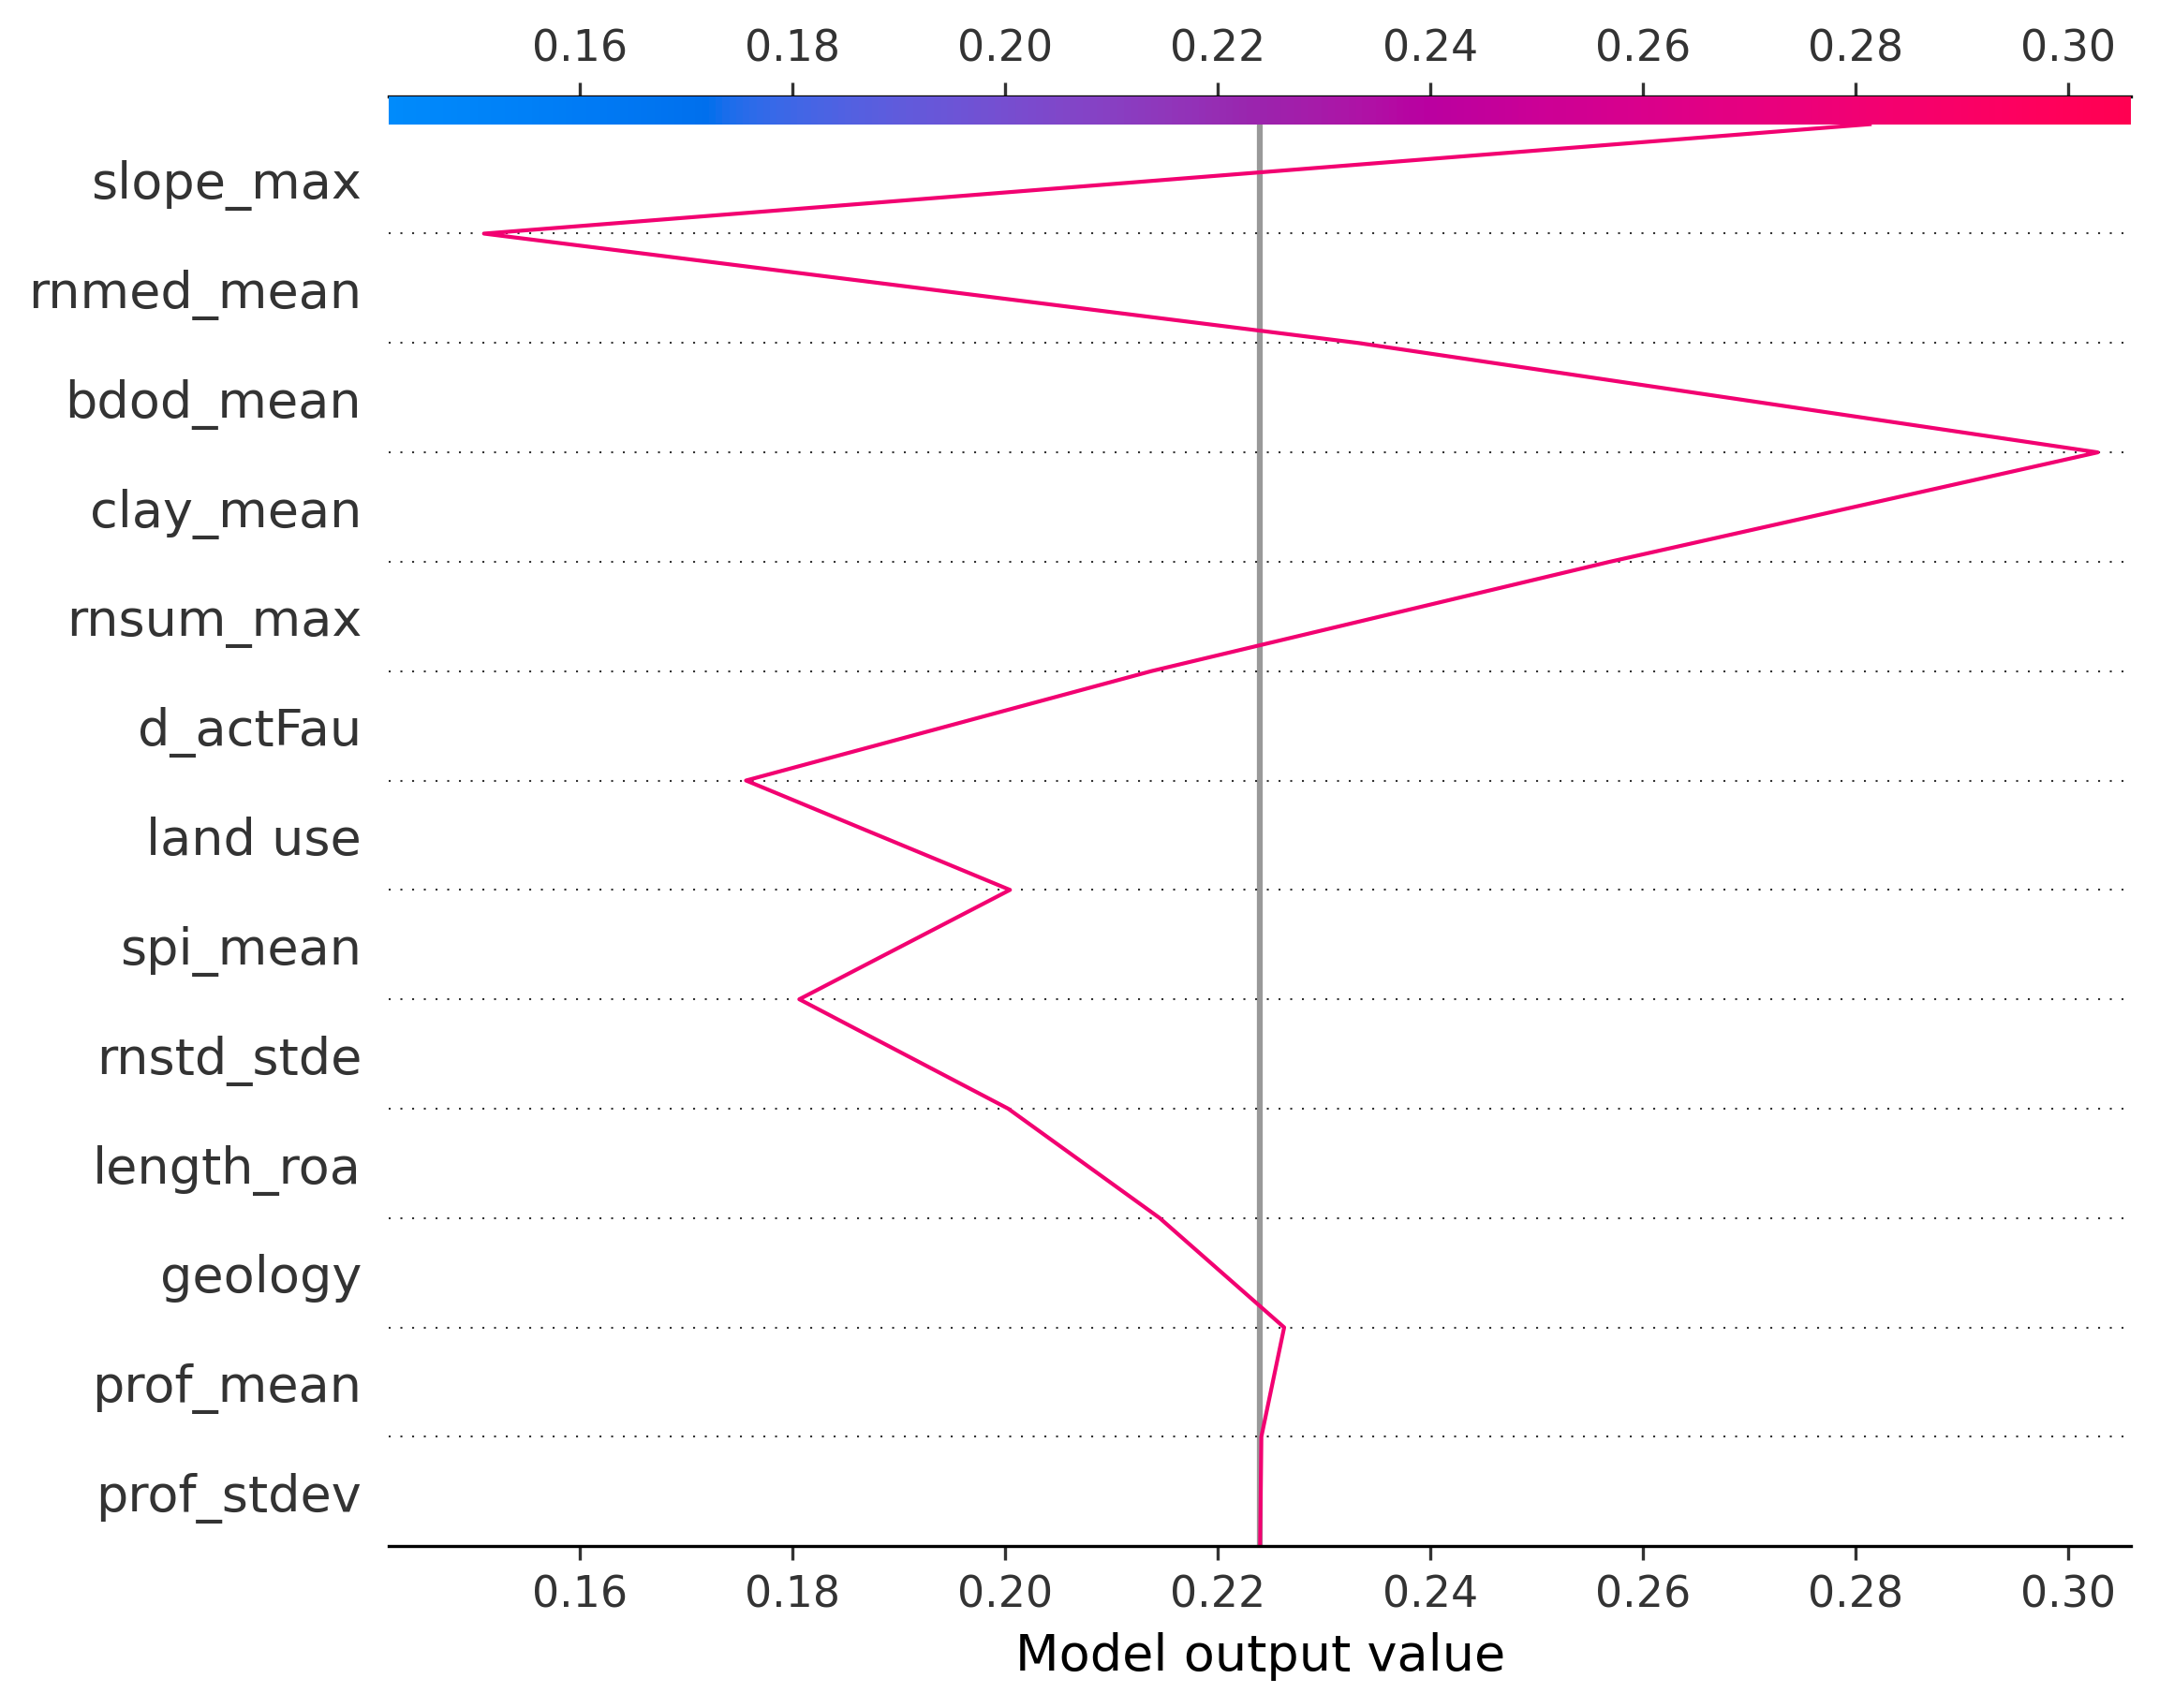 0.16 0.18 0.20 0.22 0.24 0.26 0.28 0.30
slope_max
rnmed_mean
bdod_mean
clay_mean
rnsum_max
d_actFau
land use
spi_mean
rnstd_stde
length_roa
geology
prof_mean
prof_stdev
0.16 0.18 0.20 0.22 0.24 0.26 0.28 0.30
Model output value